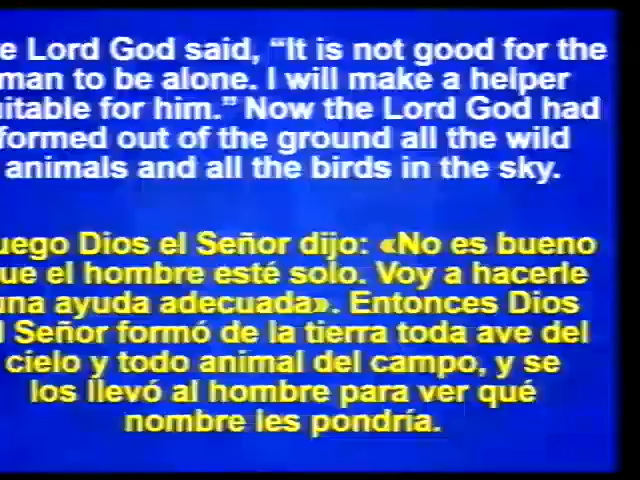 e Lord God said, “It is not good for the
man to be alone. I will make a helper
uitable for him.” Now the Lord God had
formed out of the ground all the wild
animals and all the birds in the sky.
uego Dios el Señor dijo: «No es bueno
ue el hombre esté solo. Voy a hacerle
una ayuda adecuada». Entonces Dios
l Señor formó de la tierra toda ave del
cielo y todo animal del campo, y se
los llevó al hombre para ver qué
nombre les pondría.